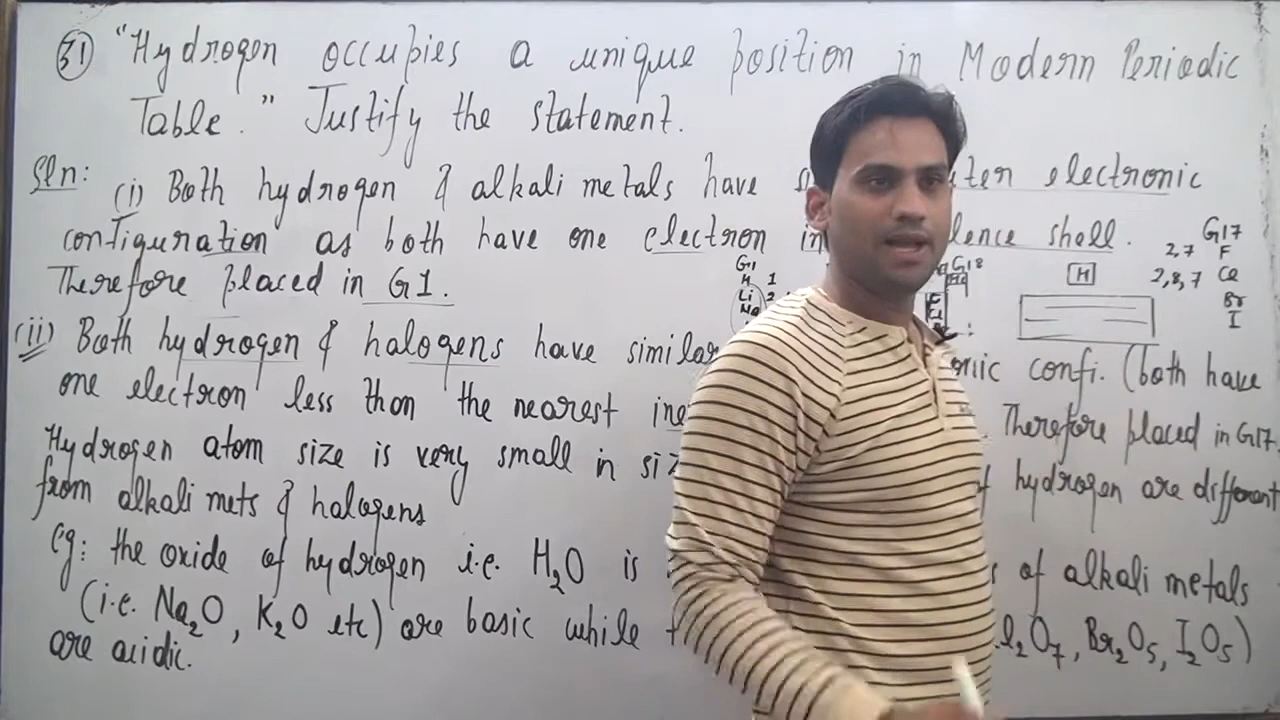 31 "Hydrogen occupies a unique position in Modern Periodic
Table." Justify the statement.
Sln: (i) Both hydrogen & alkali metals have electronic
configuration as both have one electron in shell.
Therefore placed in G1.
G1
H 1
Li 2
Na
G18
He
H
G17
2,7 F
2,8,7 Cl
Br
I
(ii) Both hydrogen & halogens have similar confi. (both have
one electron less than the nearest Therefore placed in G17.
Hydrogen atom size is very small in hydrogen are different
from alkali mets & halogens
eg: the oxide of hydrogen i.e. H₂O is of alkali metals
(i.e. Na₂O, K₂O etc) are basic while Br₂O₅, I₂O₅)
are acidic.